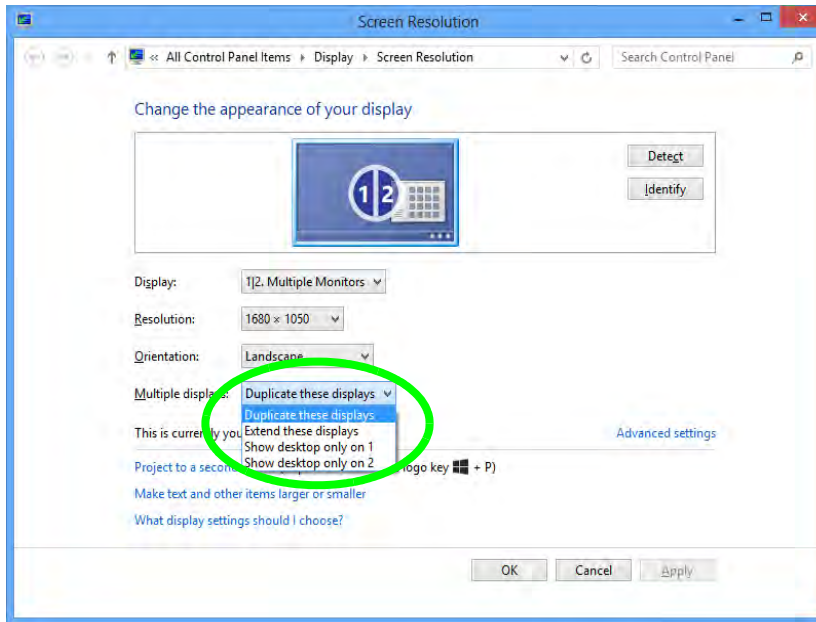 Screen Resolution
« All Control Panel Items Display Screen Resolution Search Control Panel
Change the appearance of your display
1 2
Detect
Identify
Display: 1|2. Multiple Monitors
Resolution: 1680 × 1050
Orientation: Landscape
Multiple displays: Duplicate these displays
Duplicate these displays
Extend these displays
This is currently you
Show desktop only on 1
Show desktop only on 2
Advanced settings
Project to a secon logo key + P)
Make text and other items larger or smaller
What display settings should I choose?
OK Cancel Apply